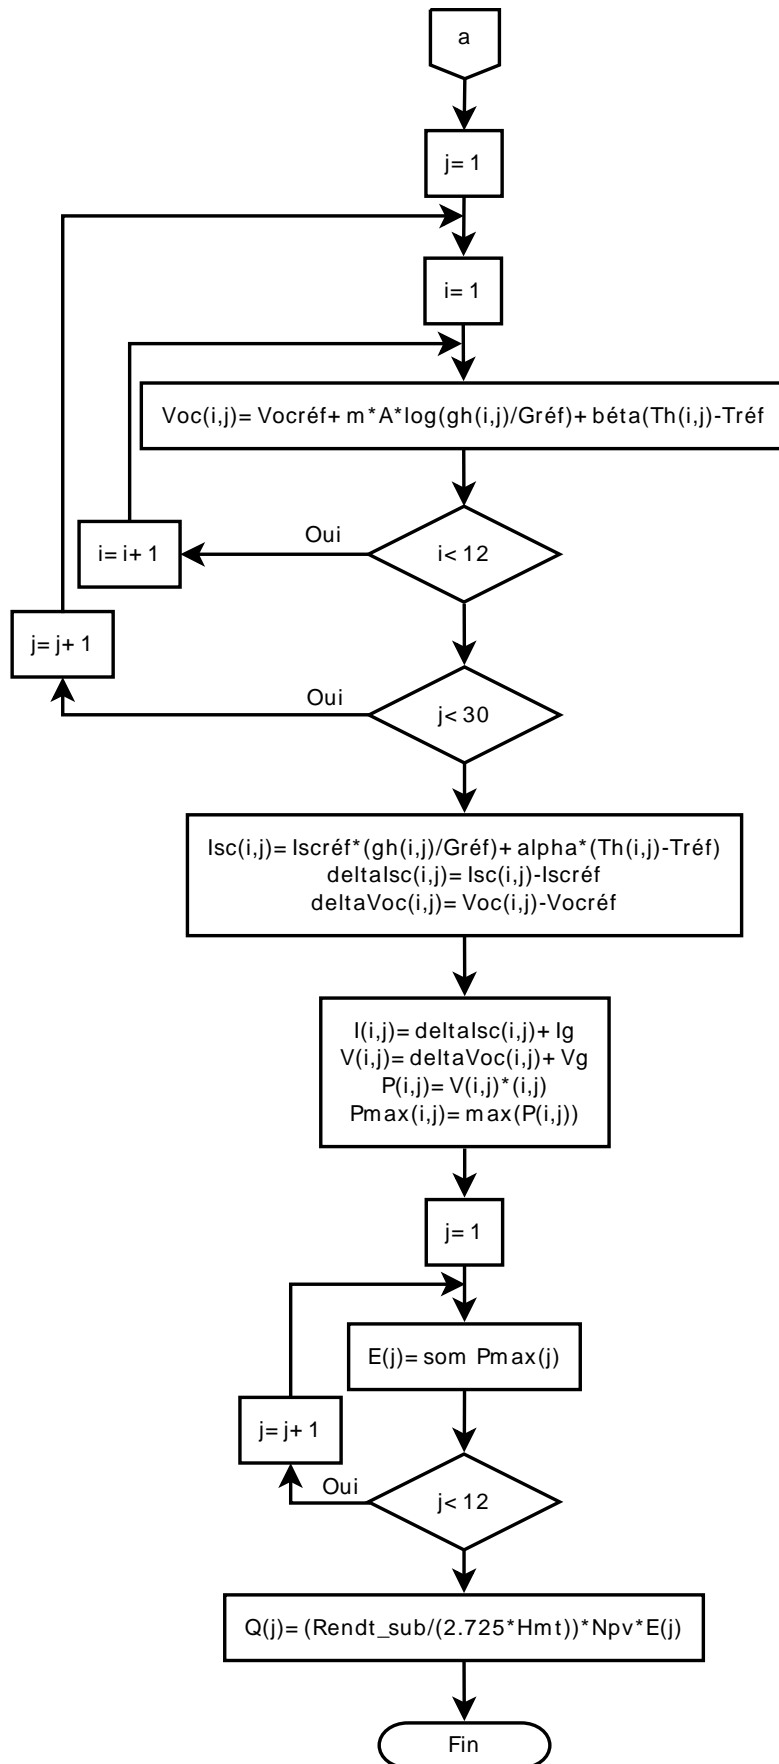 a
j= 1
i= 1
Voc(i,j)= Vocréf+ m*A*log(gh(i,j)/Gréf)+ béta(Th(i,j)-Tréf
Oui
i= i+ 1
i< 12
j= j+ 1
Oui
j< 30
Isc(i,j)= Iscréf*(gh(i,j)/Gréf)+ alpha*(Th(i,j)-Tréf)
deltaIsc(i,j)= Isc(i,j)-Iscréf
deltaVoc(i,j)= Voc(i,j)-Vocréf
I(i,j)= deltaIsc(i,j)+ Ig
V(i,j)= deltaVoc(i,j)+ Vg
P(i,j)= V(i,j)*(i,j)
Pmax(i,j)= max(P(i,j))
j= 1
E(j)= som Pmax(j)
j= j+ 1
Oui
j< 12
Q(j)= (Rendt_sub/(2.725*Hmt))*Npv*E(j)
Fin